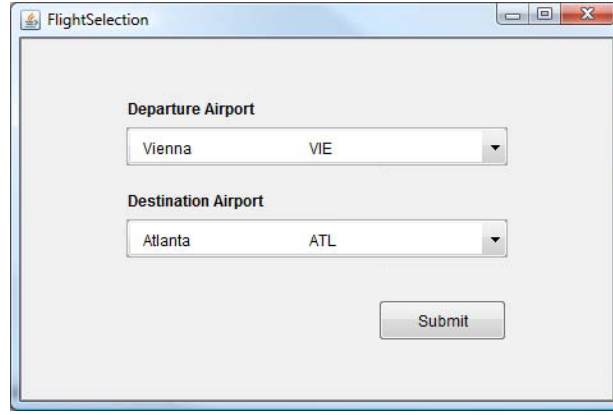 FlightSelection
Departure Airport
Vienna VIE
Destination Airport
Atlanta ATL
Submit